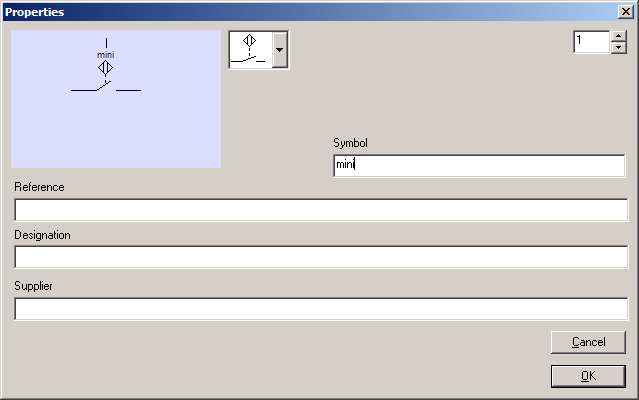 Properties
mini
1
Symbol
mini
Reference
Designation
Supplier
Cancel
OK